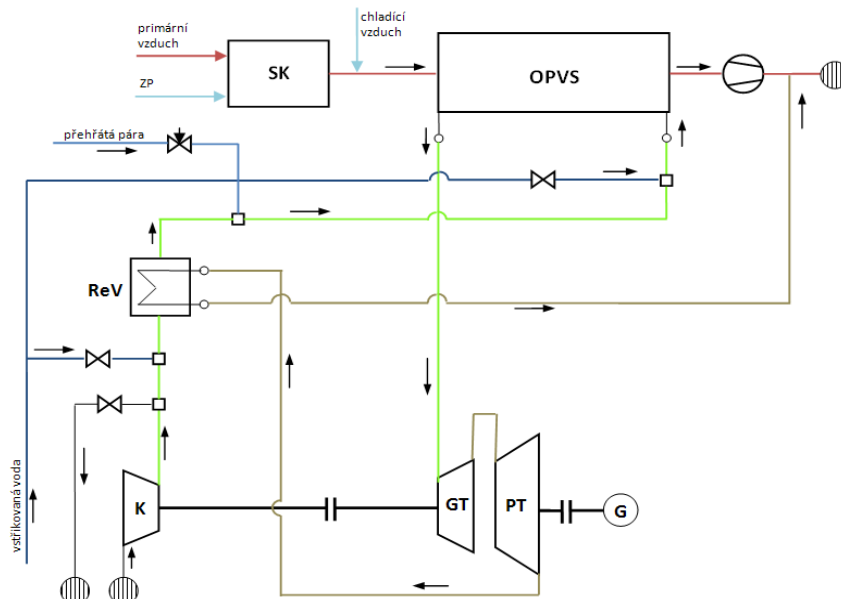 primární
vzduch
chladící
vzduch
SK
OPVS
ZP
přehřátá pára
ReV
vstřikovaná voda
K
GT
PT
G